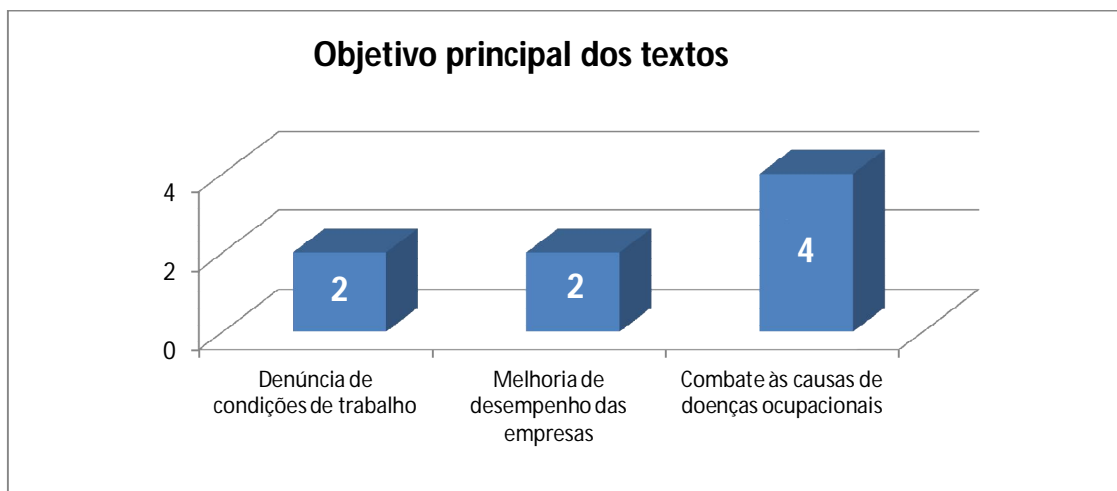 Objetivo principal dos textos
4
2
0
2
2
4
Denúncia de
condições de trabalho
Melhoria de
desempenho das
empresas
Combate às causas de
doenças ocupacionais